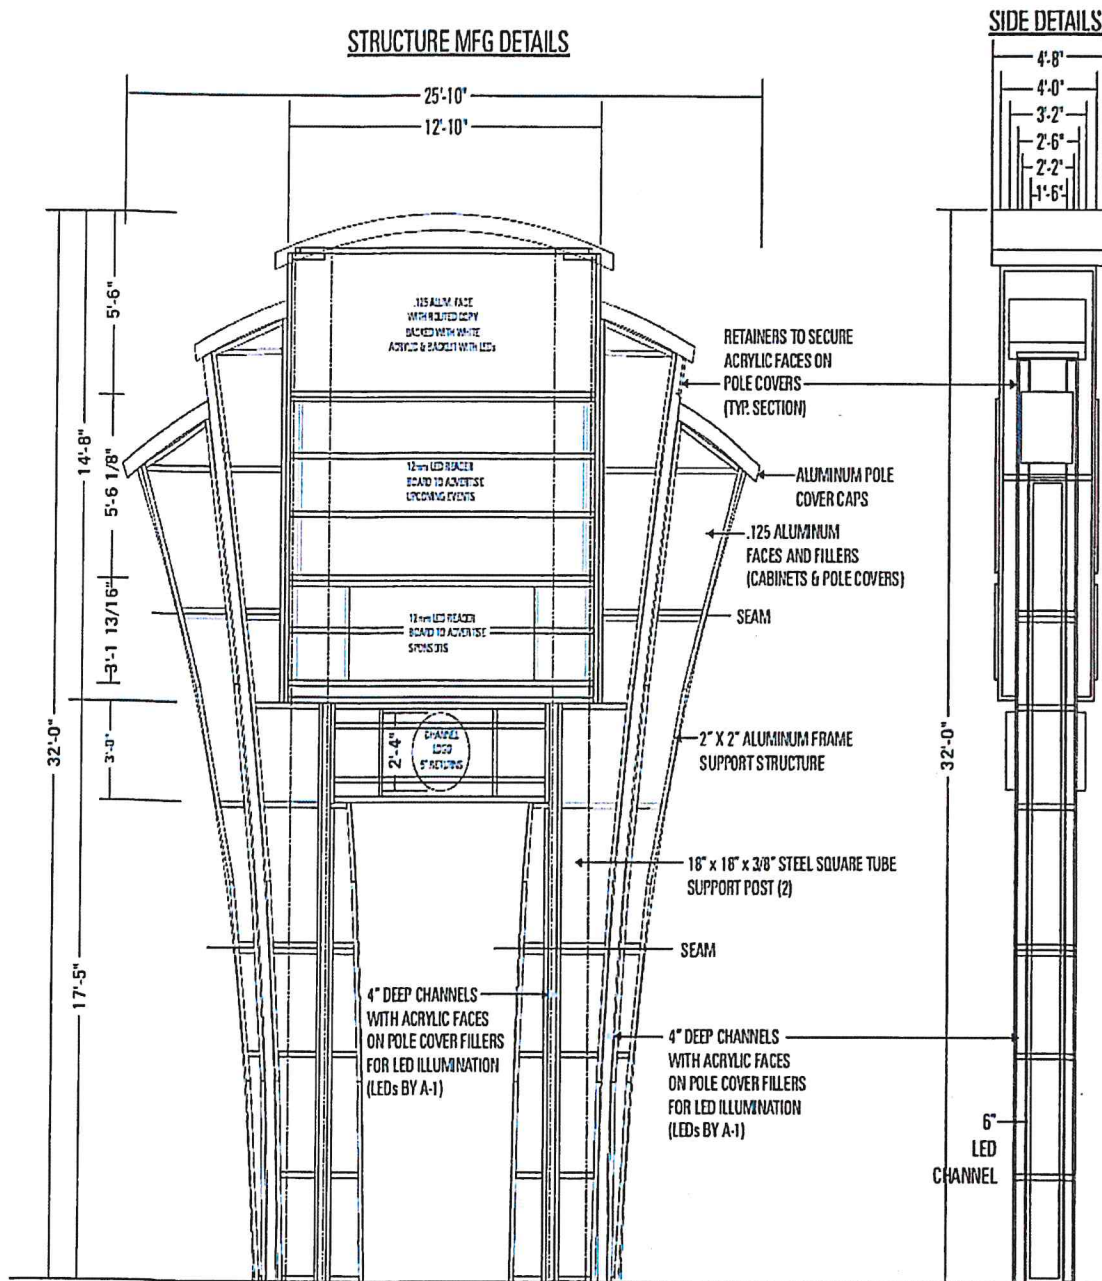 STRUCTURE MFG DETAILS
SIDE DETAILS
25'-10"
12'-10"
4'-8"
4'-0"
3'-2"
2'-6"
2'-2"
1'-6"
32'-0"
14'-8"
17'-5"
5'-6"
5'-6 1/8"
3'-1 13/16"
3'-0"
2'-4"
.125 ALUM. FACE
WITH ROUTED COPY
BACKED WITH WHITE
ACRYLIC & BACKLIT WITH LEDs
12mm LED READER
BOARD TO ADVERTISE
UPCOMING EVENTS
12mm LED READER
BOARD TO ADVERTISE
SPONSORS
CHANNEL
LOGO
5" RETURNS
RETAINERS TO SECURE
ACRYLIC FACES ON
POLE COVERS
(TYP. SECTION)
ALUMINUM POLE
COVER CAPS
.125 ALUMINUM
FACES AND FILLERS
(CABINETS & POLE COVERS)
SEAM
2" X 2" ALUMINUM FRAME
SUPPORT STRUCTURE
18" x 18" x 3/8" STEEL SQUARE TUBE
SUPPORT POST (2)
SEAM
4" DEEP CHANNELS
WITH ACRYLIC FACES
ON POLE COVER FILLERS
FOR LED ILLUMINATION
(LEDs BY A-1)
4" DEEP CHANNELS
WITH ACRYLIC FACES
ON POLE COVER FILLERS
FOR LED ILLUMINATION
(LEDs BY A-1)
32'-0"
6"
LED
CHANNEL